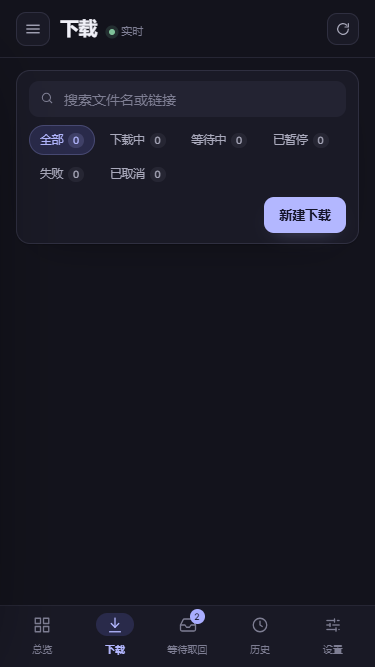 下载 实时
搜索文件名或链接
全部 0 下载中 0 等待中 0 已暂停 0
失败 0 已取消 0
新建下载
2
总览 下载 等待取回 历史 设置